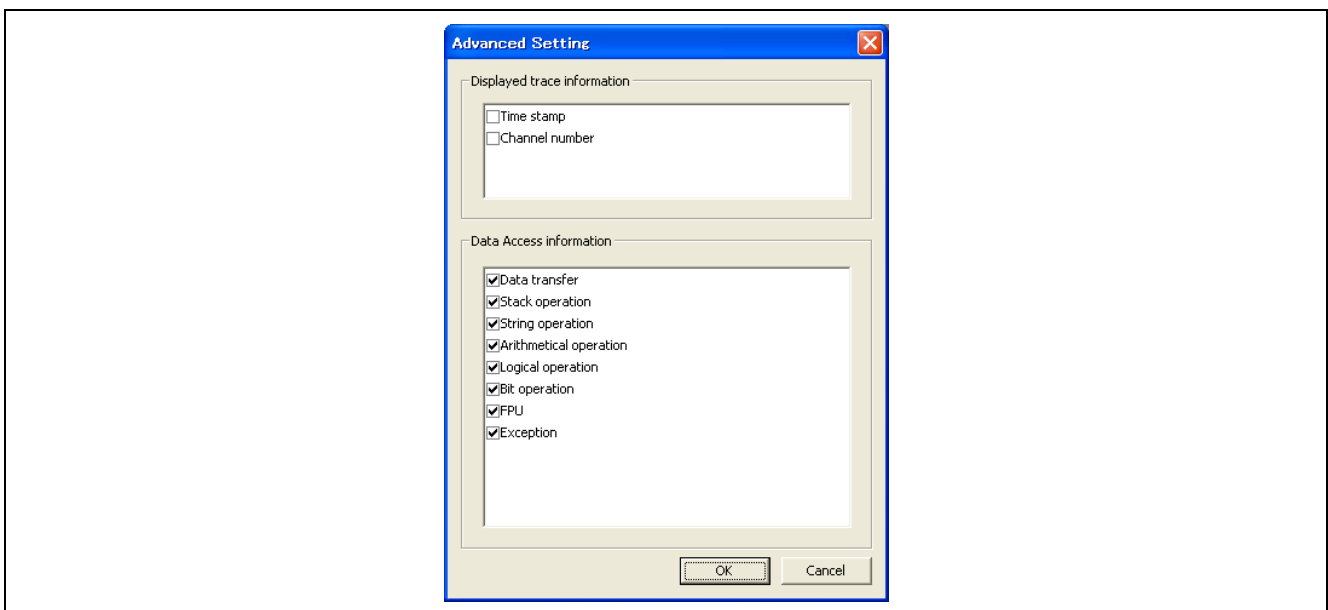 Advanced Setting
Displayed trace information
Time stamp
Channel number
Data Access information
Data transfer
Stack operation
String operation
Arithmetical operation
Logical operation
Bit operation
FPU
Exception
OK
Cancel